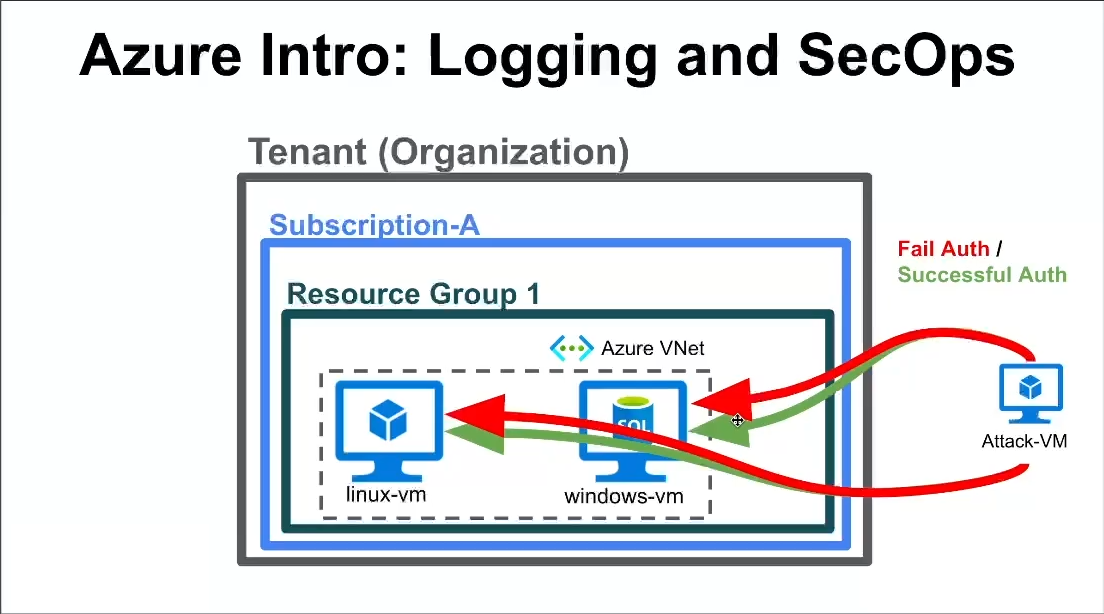 Azure Intro: Logging and SecOps
Tenant (Organization)
Subscription-A
Fail Auth /
Successful Auth
Resource Group 1
Azure VNet
SQL
Attack-VM
linux-vm
windows-vm